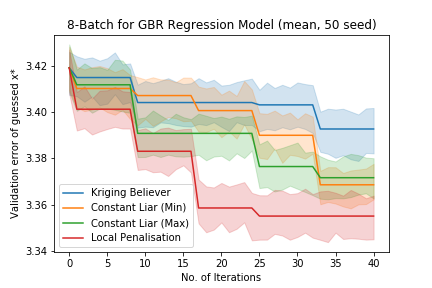 8-Batch for GBR Regression Model (mean, 50 seed)
Validation error of guessed x*
3.42
3.40
3.38
3.36
3.34
Kriging Believer
Constant Liar (Min)
Constant Liar (Max)
Local Penalisation
0 5 10 15 20 25 30 35 40
No. of Iterations